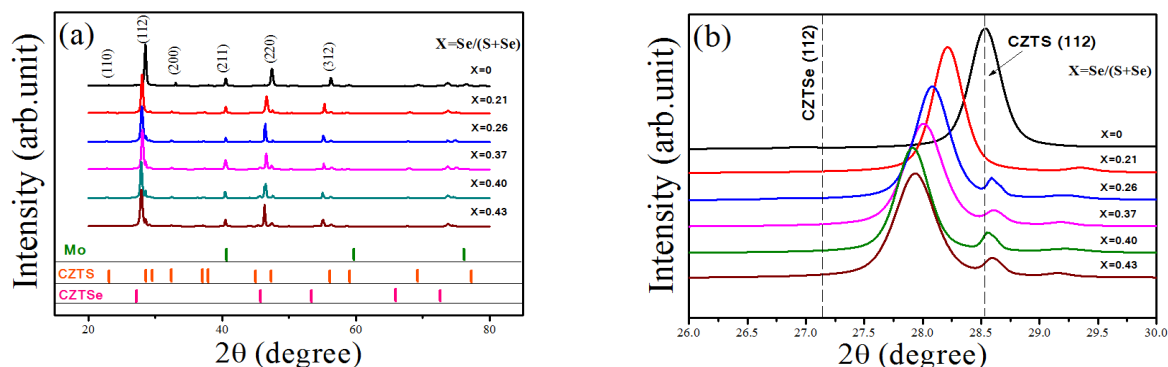 (a)
X=Se/(S+Se)
(110)
(112)
(200)
(211)
(220)
(312)
X=0
X=0.21
X=0.26
X=0.37
X=0.40
X=0.43
Mo
CZTS
CZTSe
Intensity (arb.unit)
20 40 60 80
2θ (degree)
(b)
CZTSe (112)
CZTS (112)
X=Se/(S+Se)
X=0
X=0.21
X=0.26
X=0.37
X=0.40
X=0.43
Intensity (arb.unit)
26.0 26.5 27.0 27.5 28.0 28.5 29.0 29.5 30.0
2θ (degree)